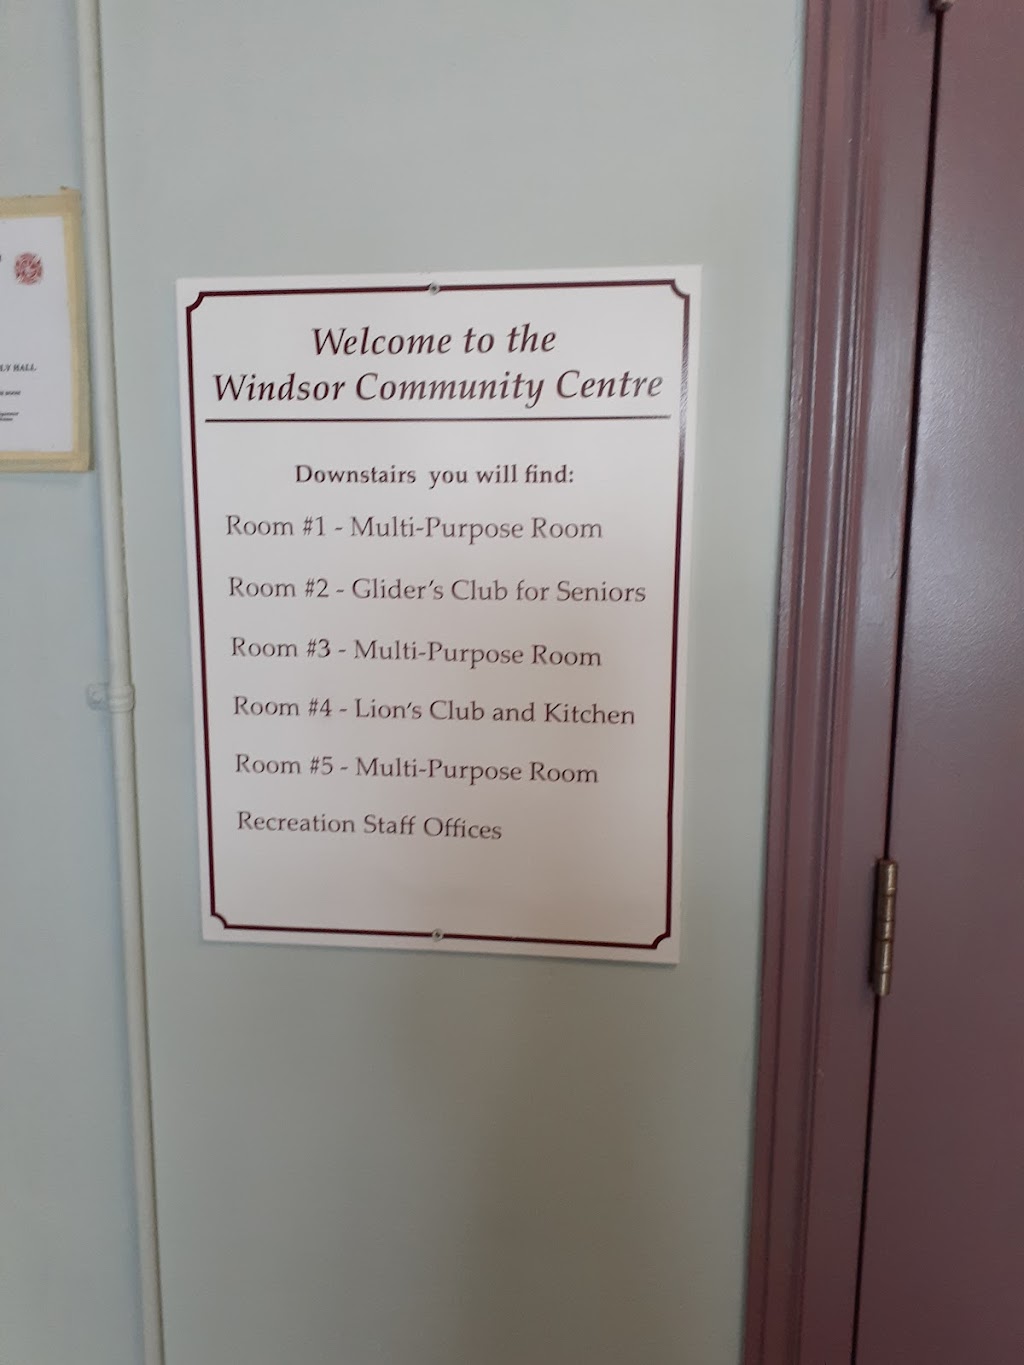 Welcome to the
Windsor Community Centre
Downstairs you will find:
Room #1 - Multi-Purpose Room
Room #2 - Glider's Club for Seniors
Room #3 - Multi-Purpose Room
Room #4 - Lion's Club and Kitchen
Room #5 - Multi-Purpose Room
Recreation Staff Offices
HALL